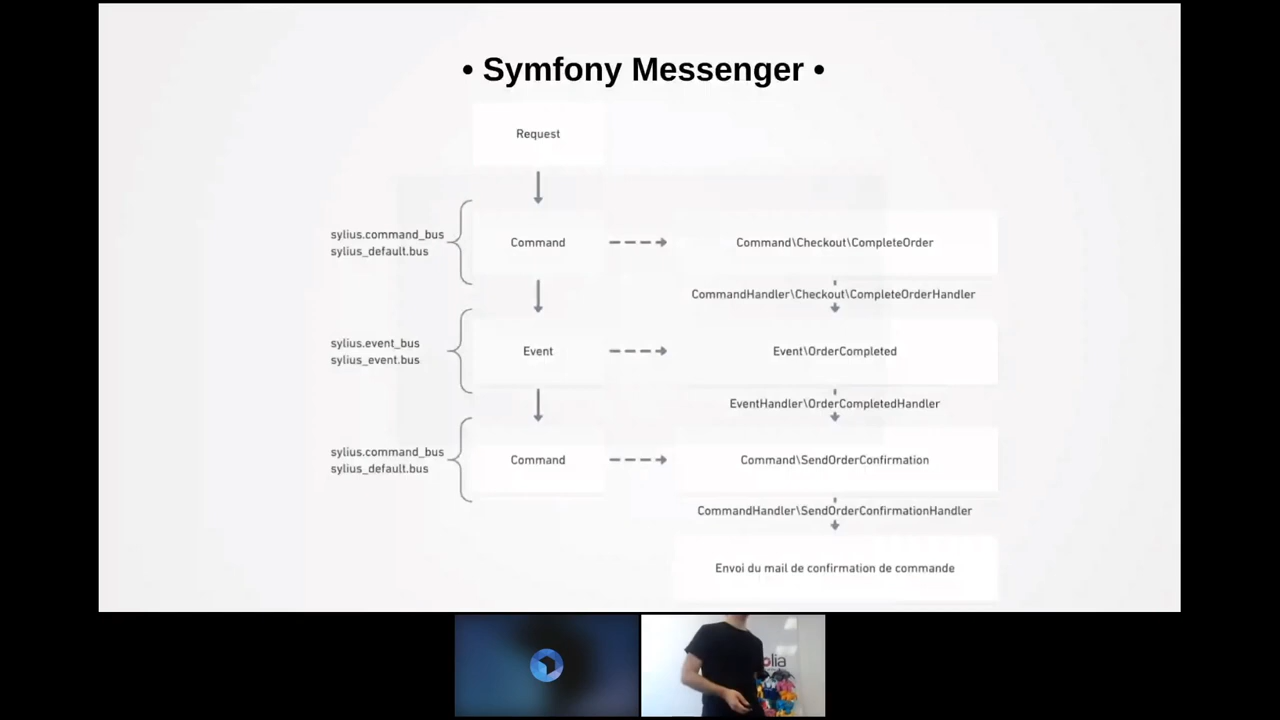 • Symfony Messenger •
Request
sylius.command_bus
sylius_default.bus
Command
Command\Checkout\CompleteOrder
CommandHandler\Checkout\CompleteOrderHandler
sylius.event_bus
sylius_event.bus
Event
Event\OrderCompleted
EventHandler\OrderCompletedHandler
sylius.command_bus
sylius_default.bus
Command
Command\SendOrderConfirmation
CommandHandler\SendOrderConfirmationHandler
Envoi du mail de confirmation de commande